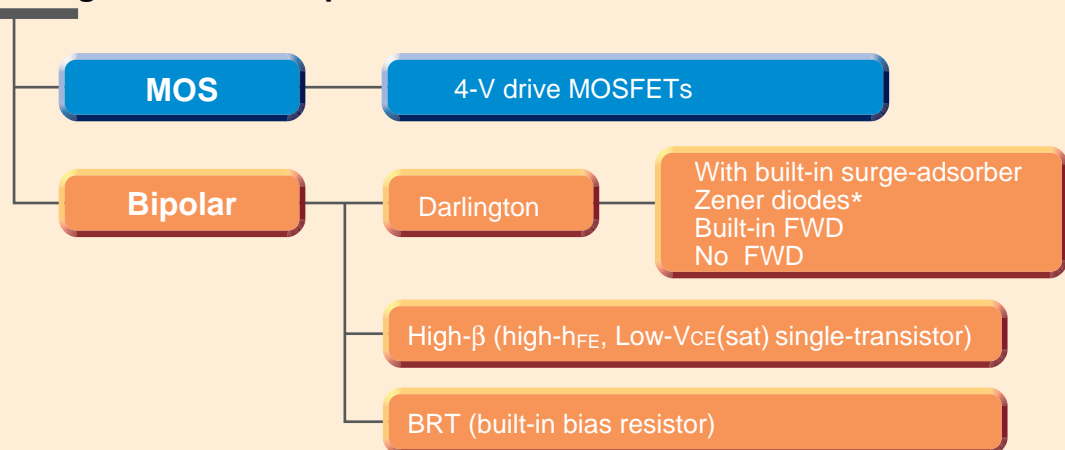 MOS
4-V drive MOSFETs
Bipolar
Darlington
With built-in surge-adsorber
Zener diodes*
Built-in FWD
No FWD
High-β (high-hFE, Low-VCE(sat) single-transistor)
BRT (built-in bias resistor)